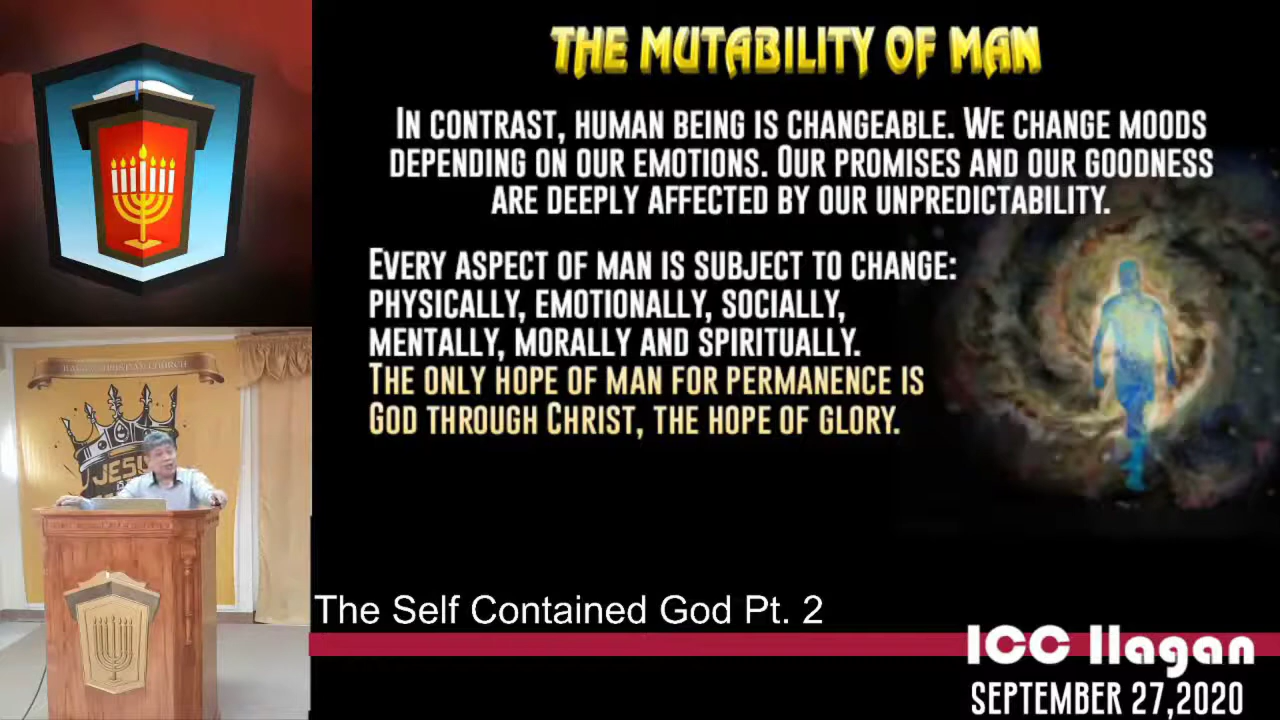 THE MUTABILITY OF MAN
IN CONTRAST, HUMAN BEING IS CHANGEABLE. WE CHANGE MOODS
DEPENDING ON OUR EMOTIONS. OUR PROMISES AND OUR GOODNESS
ARE DEEPLY AFFECTED BY OUR UNPREDICTABILITY.
EVERY ASPECT OF MAN IS SUBJECT TO CHANGE:
PHYSICALLY, EMOTIONALLY, SOCIALLY,
MENTALLY, MORALLY AND SPIRITUALLY.
THE ONLY HOPE OF MAN FOR PERMANENCE IS
GOD THROUGH CHRIST, THE HOPE OF GLORY.
CHURCH
The Self Contained God Pt. 2
ICC Ilagan
SEPTEMBER 27,2020